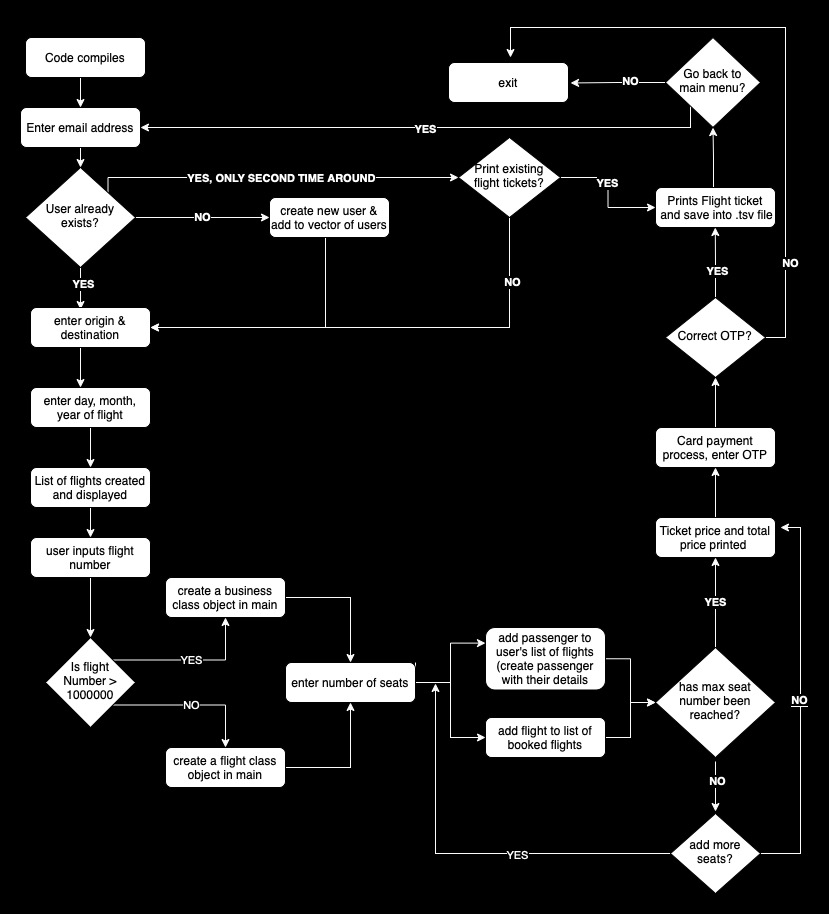 Code compiles
exit
NO
Go back to
main menu?
Enter email address
YES
User already
exists?
YES, ONLY SECOND TIME AROUND
Print existing
flight tickets?
YES
Prints Flight ticket
and save into .tsv file
NO
create new user &
add to vector of users
YES
NO
YES
NO
enter origin &
destination
Correct OTP?
enter day, month,
year of flight
Card payment
process, enter OTP
List of flights created
and displayed
Ticket price and total
price printed
user inputs flight
number
create a business
class object in main
YES
Is flight
Number >
1000000
YES
NO
enter number of seats
add passenger to
user's list of flights
(create passenger
with their details
has max seat
number been
reached?
NO
add flight to list of
booked flights
create a flight class
object in main
NO
add more
seats?
YES